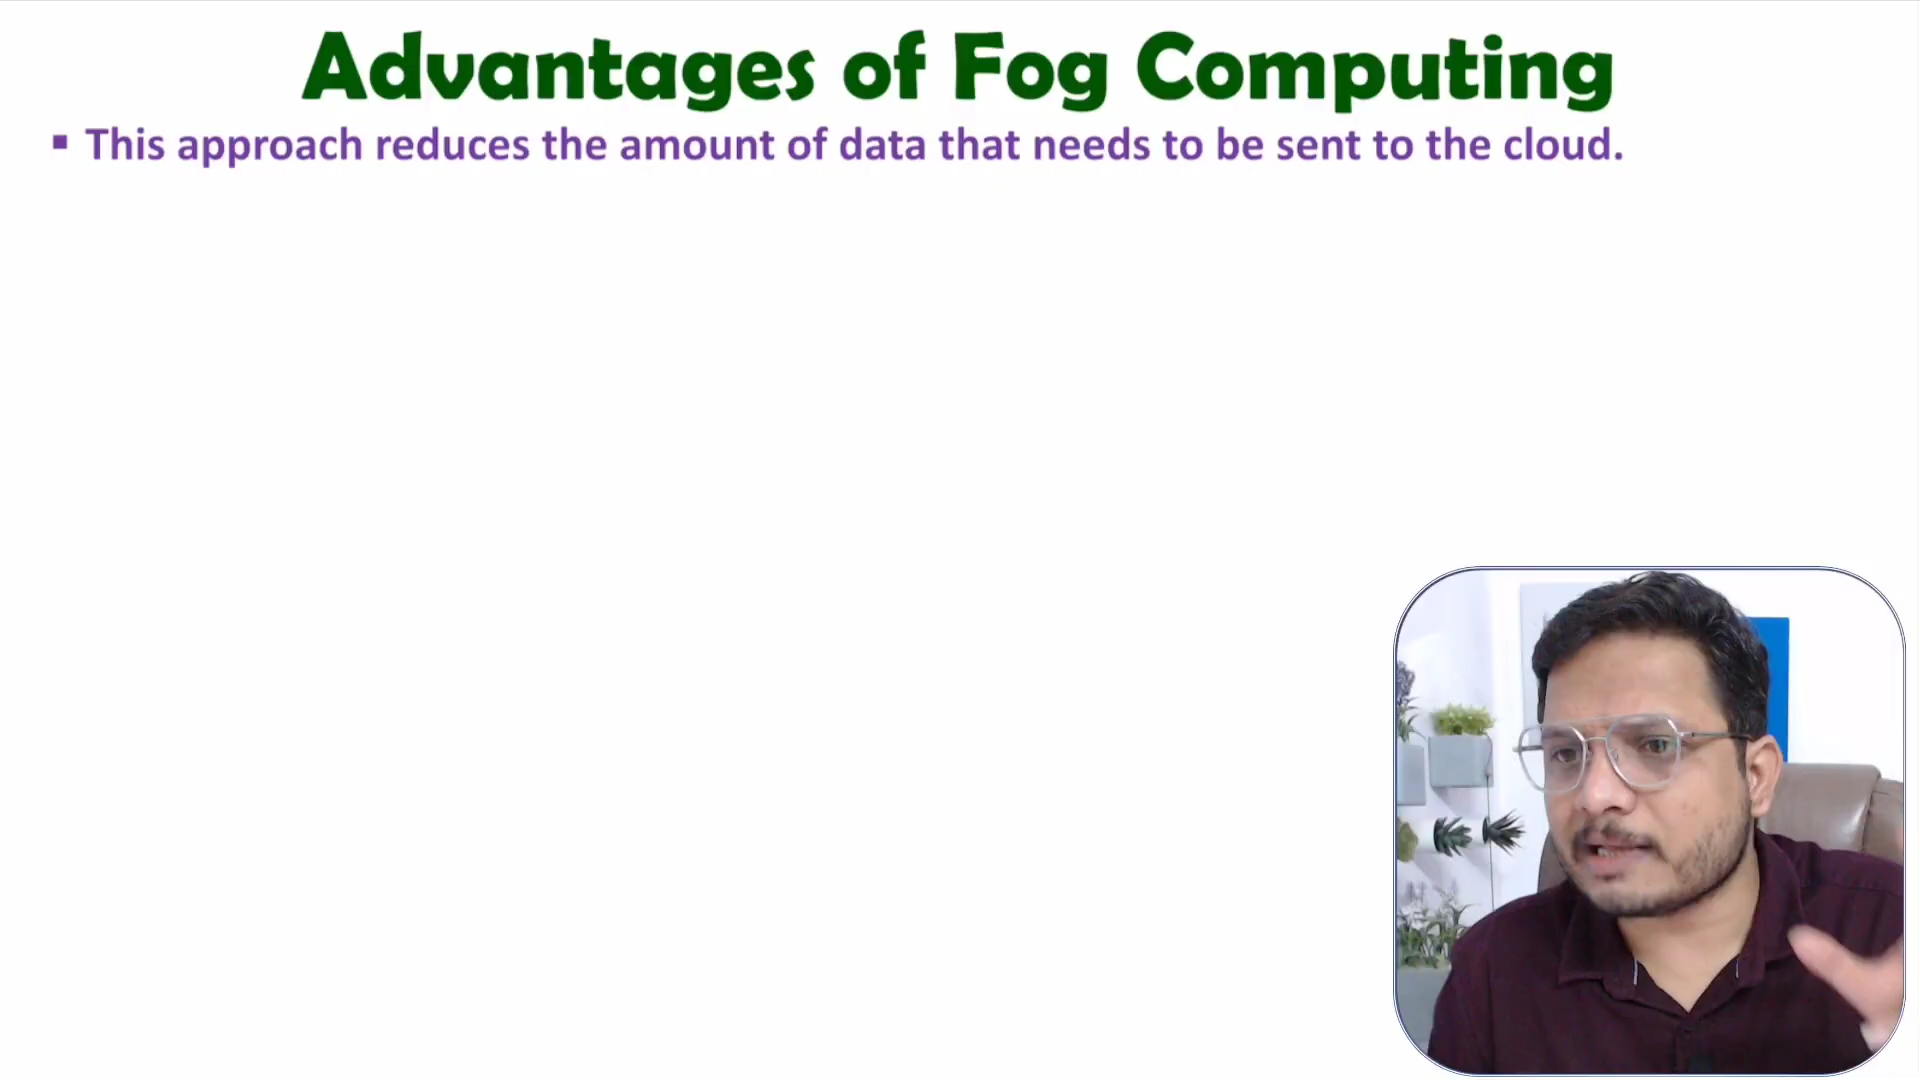 Advantages of Fog Computing
▪ This approach reduces the amount of data that needs to be sent to the cloud.